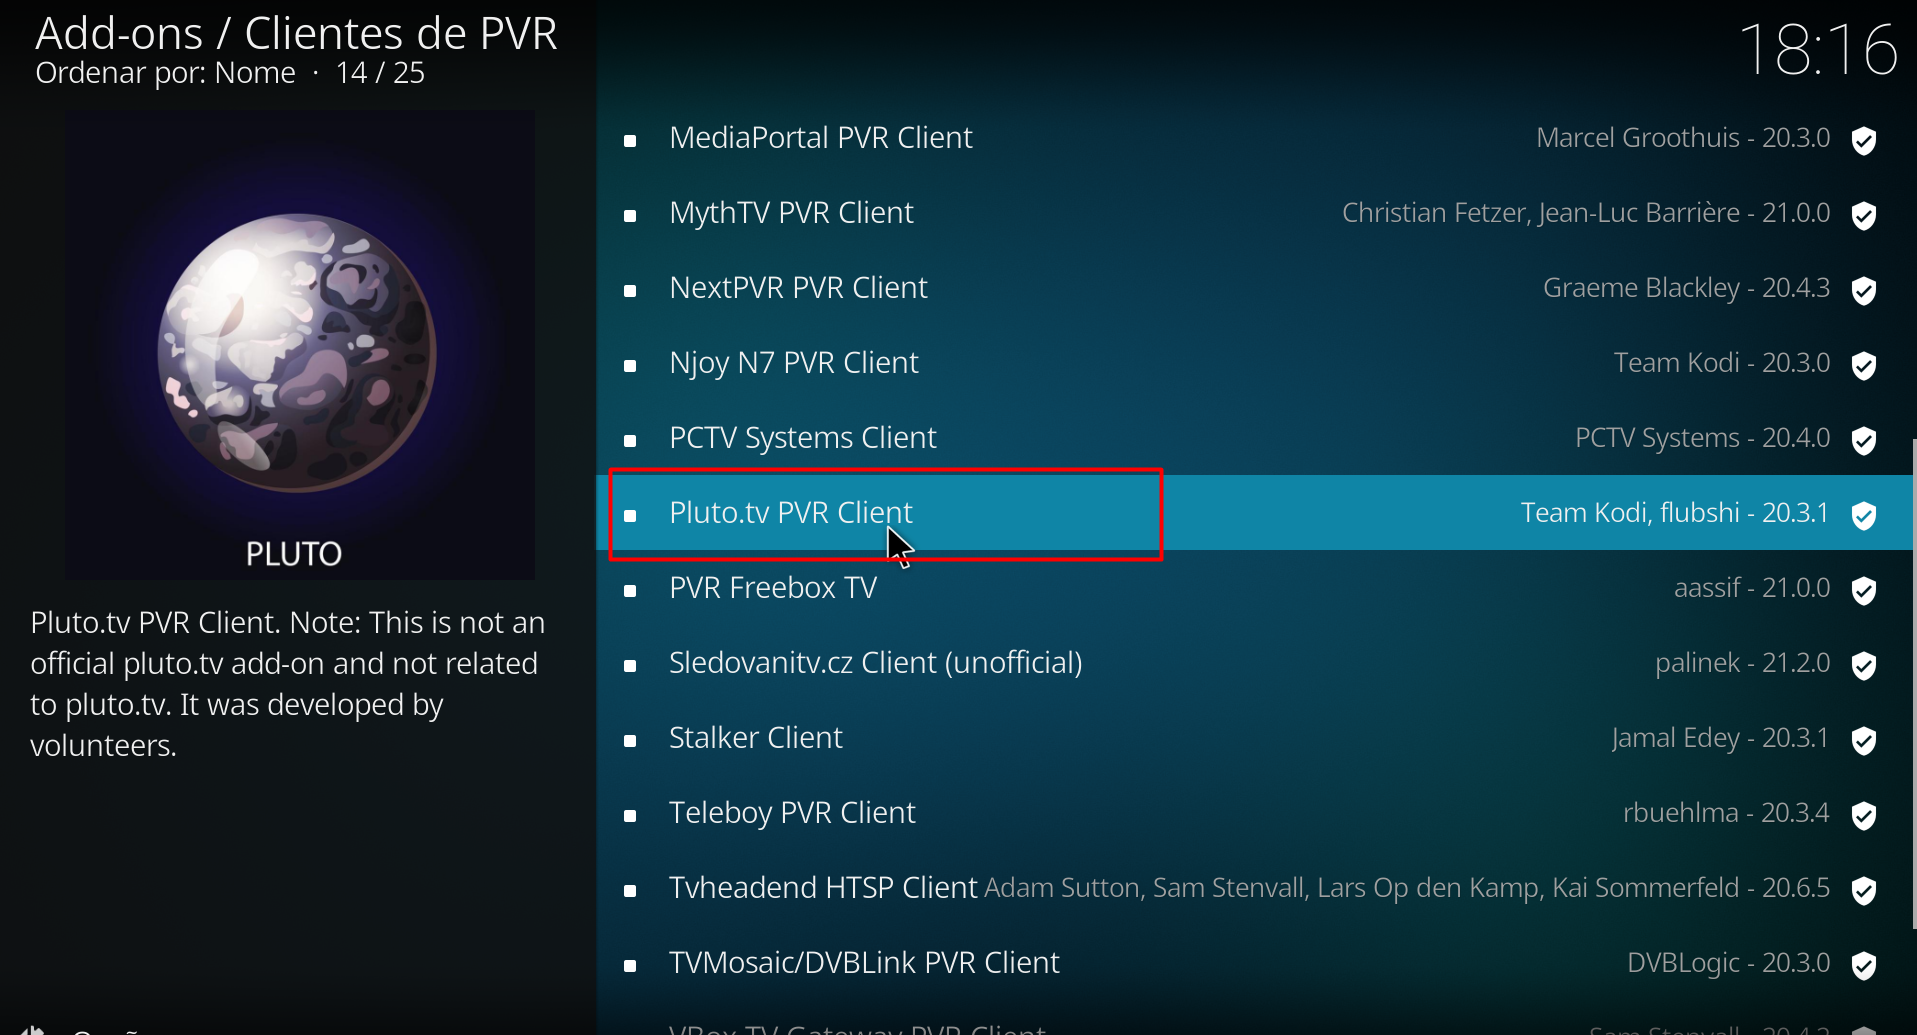 Add-ons / Clientes de PVR
Ordenar por: Nome · 14 / 25
18:16
PLUTO
Pluto.tv PVR Client. Note: This is not an
official pluto.tv add-on and not related
to pluto.tv. It was developed by
volunteers.
MediaPortal PVR Client Marcel Groothuis - 20.3.0
MythTV PVR Client Christian Fetzer, Jean-Luc Barrière - 21.0.0
NextPVR PVR Client Graeme Blackley - 20.4.3
Njoy N7 PVR Client Team Kodi - 20.3.0
PCTV Systems Client PCTV Systems - 20.4.0
Pluto.tv PVR Client Team Kodi, flubshi - 20.3.1
PVR Freebox TV aassif - 21.0.0
Sledovanitv.cz Client (unofficial) palinek - 21.2.0
Stalker Client Jamal Edey - 20.3.1
Teleboy PVR Client rbuehlma - 20.3.4
Tvheadend HTSP Client Adam Sutton, Sam Stenvall, Lars Op den Kamp, Kai Sommerfeld - 20.6.5
TVMosaic/DVBLink PVR Client DVBLogic - 20.3.0
VBox TV Gateway PVR Client Sam Stenvall